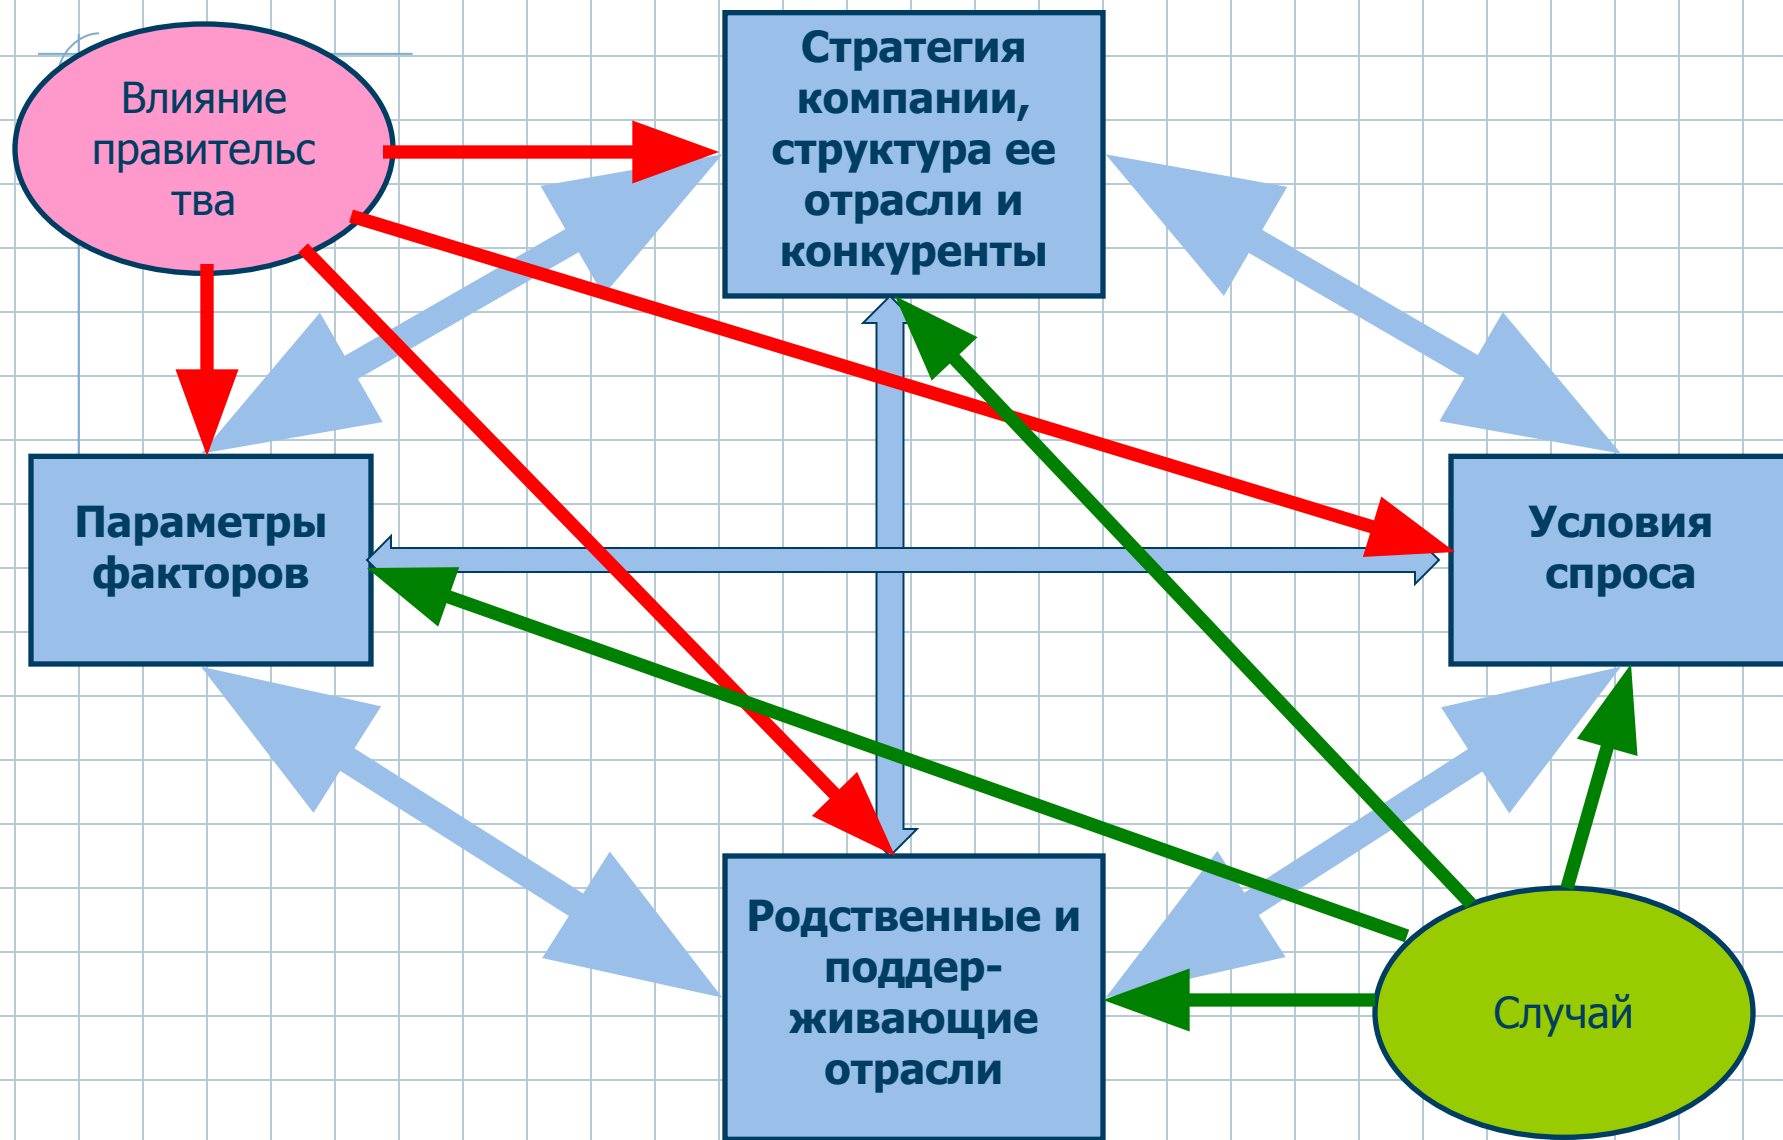 Влияние
правительс
тва
Стратегия
компании,
структура ее
отрасли и
конкуренты
Параметры
факторов
Условия
спроса
Родственные и
поддер-
живающие
отрасли
Случай